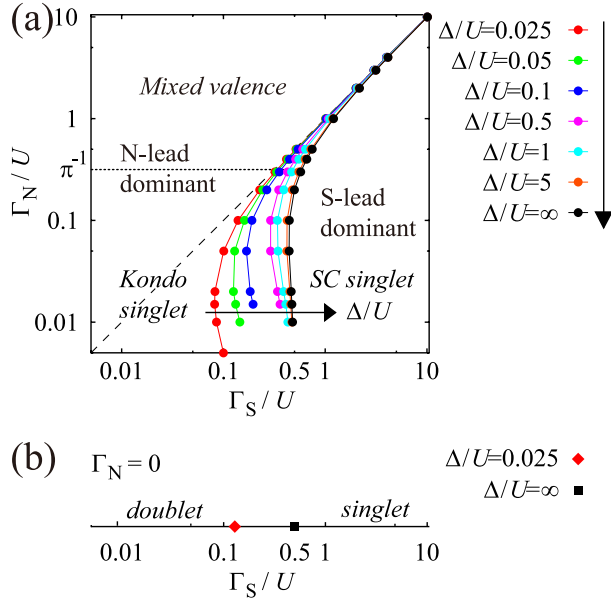 (a)
10
1
π⁻¹
0.1
0.01
Γ_N / U
Mixed valence
N-lead
dominant
S-lead
dominant
Kondo
singlet
SC singlet
Δ/U
0.01
0.1
0.5
1
10
Γ_S / U
Δ/U=0.025
Δ/U=0.05
Δ/U=0.1
Δ/U=0.5
Δ/U=1
Δ/U=5
Δ/U=∞
(b)
Γ_N = 0
Δ/U=0.025
Δ/U=∞
doublet
singlet
0.01
0.1
0.5
1
10
Γ_S / U